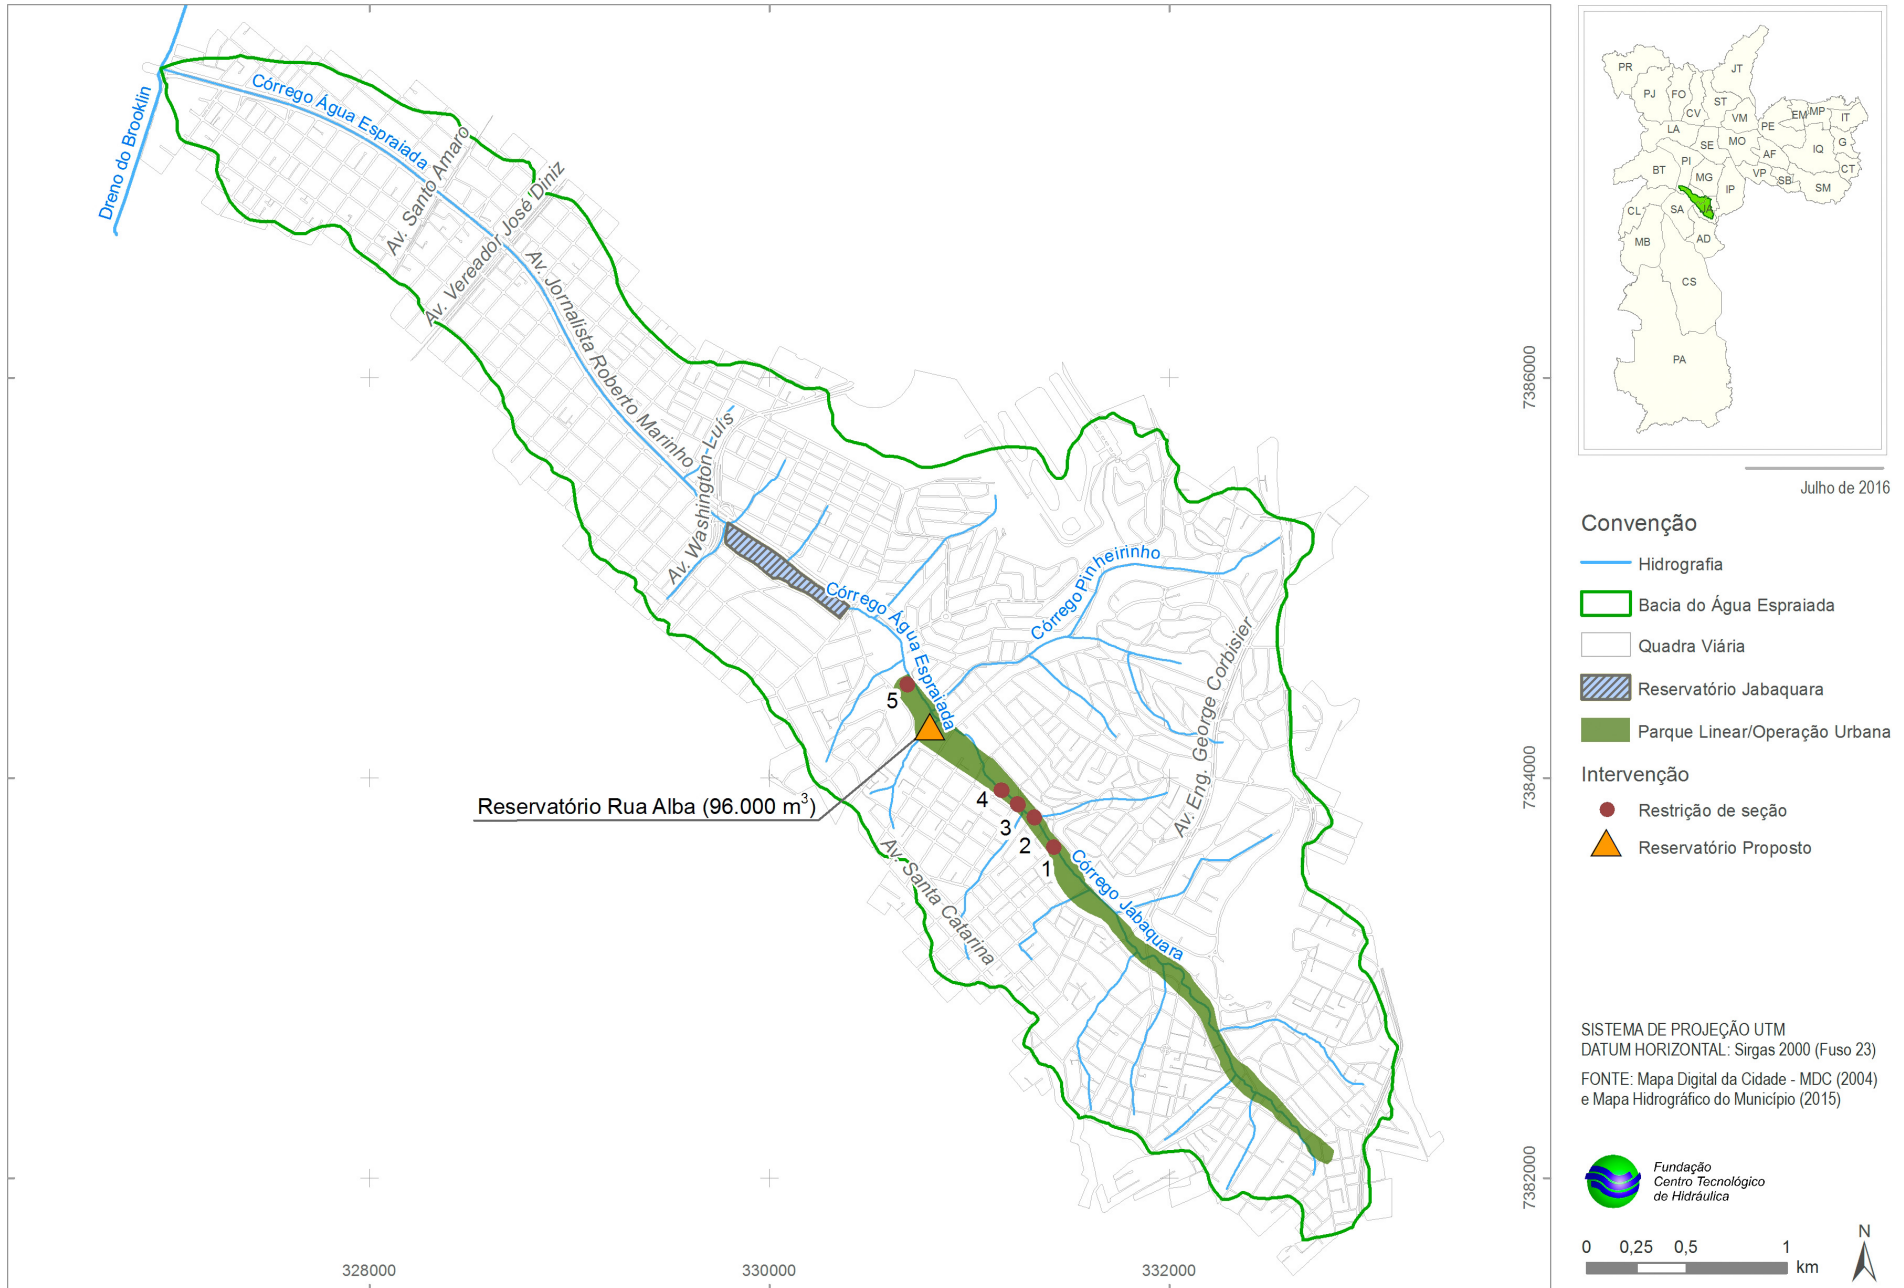 Córrego Água Espraiada
Dreno do Brooklin
Av. Santo Amaro
Av. Vereador José Diniz
Av. Jornalista Roberto Marinho
Av. Washington Luís
Córrego Água Espraiada
Córrego Pinheirinho
Av. Eng. George Corbisier
5
4
3
2
1
Reservatório Rua Alba (96.000 m³)
Av. Santa Catarina
Córrego Jabaquara
7386000
7384000
7382000
328000
330000
332000
PR
JT
PJ
FO
CV
ST
VM
EM
MP
IT
PE
LA
SE
MO
AF
IQ
G
CT
BT
PI
MG
IP
VP
SB
SM
CL
SA
JA
MB
AD
CS
PA
Julho de 2016
Convenção
Hidrografia
Bacia do Água Espraiada
Quadra Viária
Reservatório Jabaquara
Parque Linear/Operação Urbana
Intervenção
Restrição de seção
Reservatório Proposto
SISTEMA DE PROJEÇÃO UTM
DATUM HORIZONTAL: Sirgas 2000 (Fuso 23)
FONTE: Mapa Digital da Cidade - MDC (2004)
e Mapa Hidrográfico do Município (2015)
Fundação
Centro Tecnológico
de Hidráulica
N
0 0,25 0,5 1
km